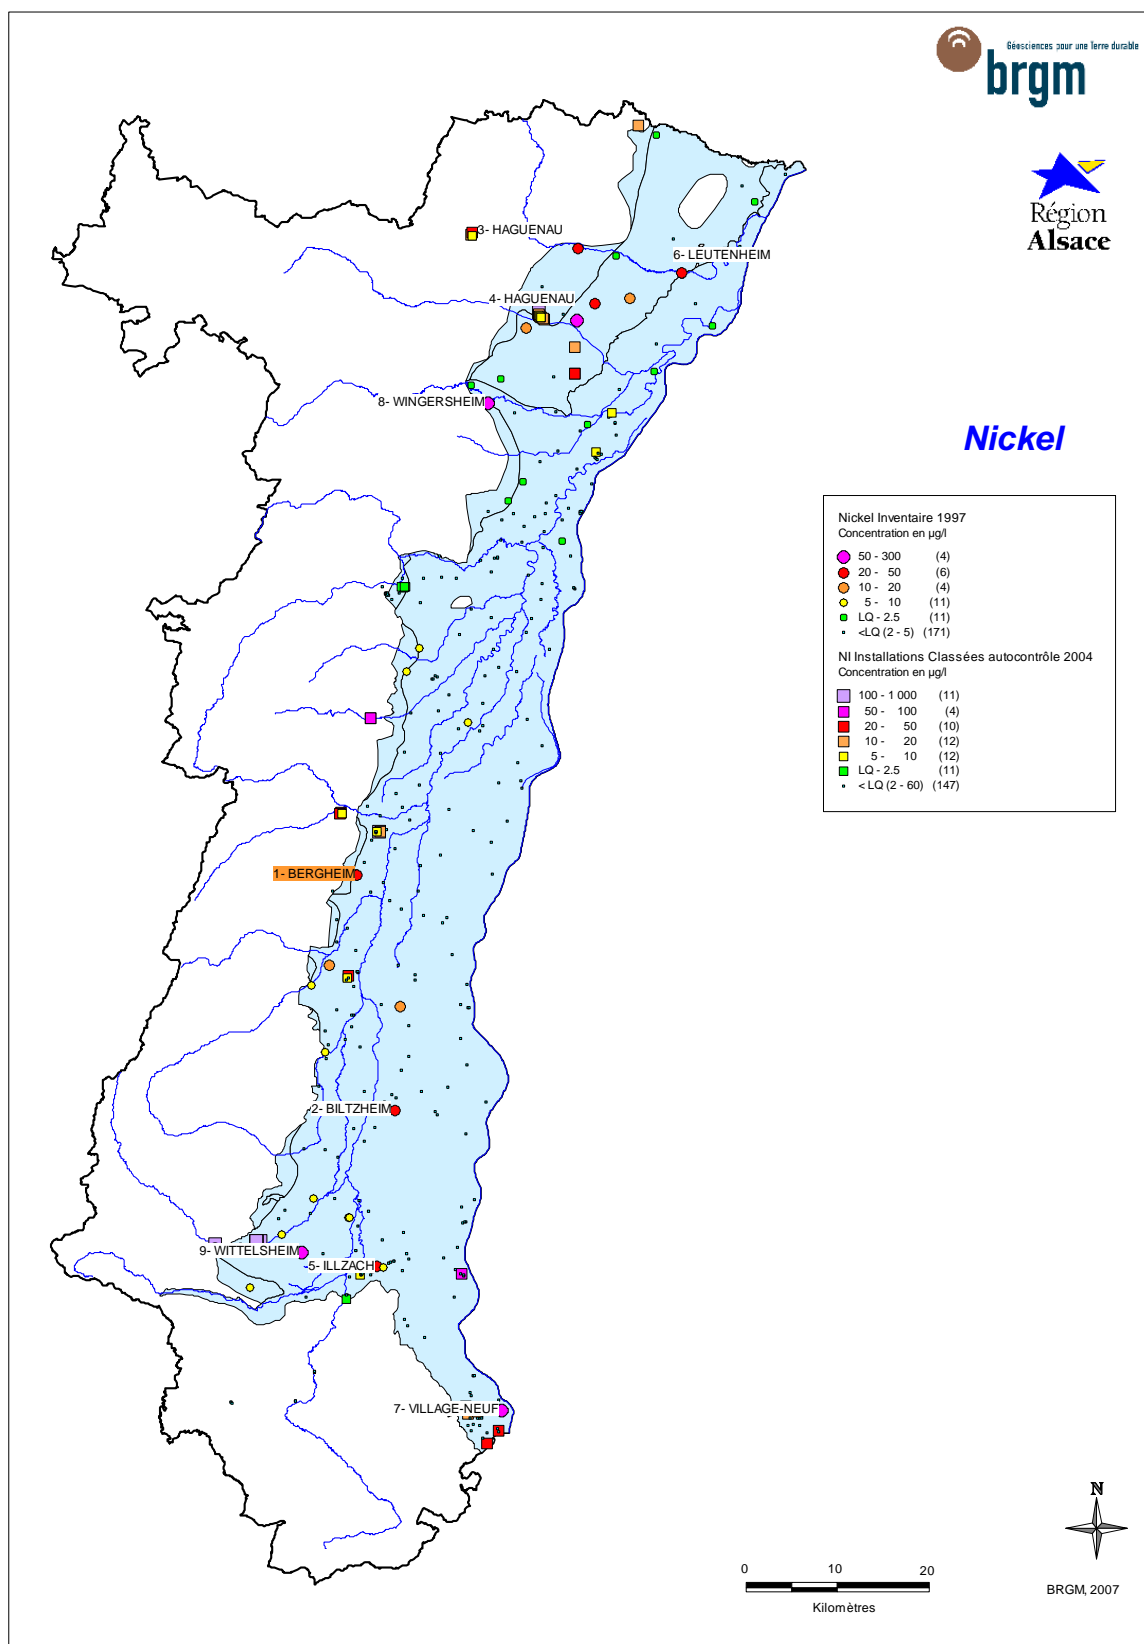 Géosciences pour une Terre durable
brgm
Région
Alsace
3- HAGUENAU
6- LEUTENHEIM
4- HAGUENAU
8- WINGERSHEIM
Nickel
Nickel Inventaire 1997
Concentration en µg/l
50 - 300 (4)
20 - 50 (6)
10 - 20 (4)
5 - 10 (11)
LQ - 2.5 (11)
<LQ (2 - 5) (171)
NI Installations Classées autocontrôle 2004
Concentration en µg/l
100 - 1 000 (11)
50 - 100 (4)
20 - 50 (10)
10 - 20 (12)
5 - 10 (12)
LQ - 2.5 (11)
< LQ (2 - 60) (147)
1- BERGHEIM
2- BILTZHEIM
9- WITTELSHEIM
5- ILLZACH
7- VILLAGE-NEUF
N
0 10 20
Kilomètres
BRGM, 2007